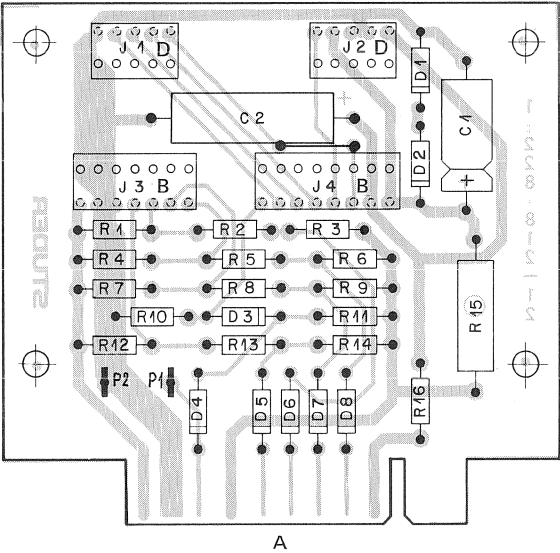 J1 D
J2 D
D1
C1
+
C2
+
D2
J3 B
J4 B
R1
R2
R3
R4
R5
R6
R7
R8
R9
R10
D3
R11
R15
R12
R13
R14
P2
P1
D4
D5
D6
D7
D8
R16
A